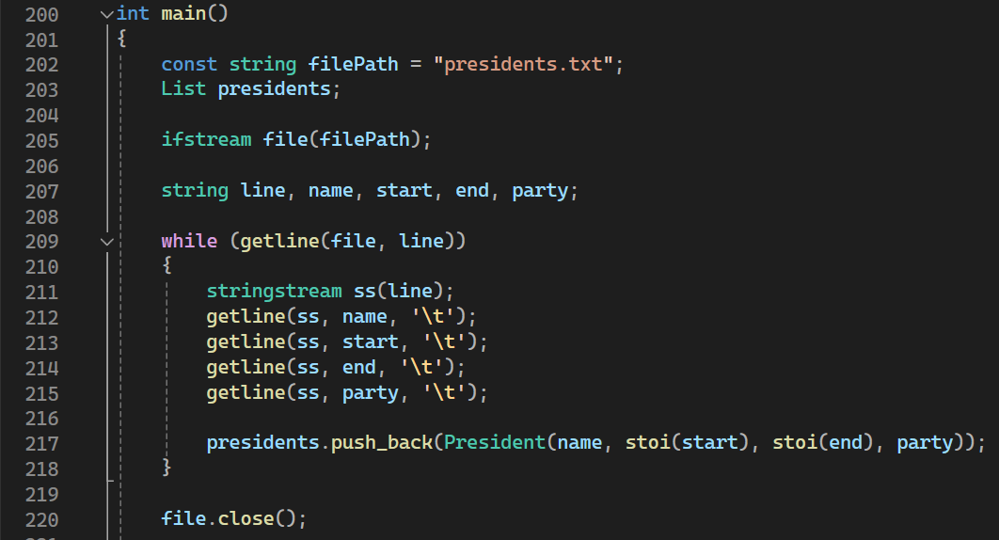 200 int main()
201 {
202 const string filePath = "presidents.txt";
203 List presidents;
204
205 ifstream file(filePath);
206
207 string line, name, start, end, party;
208
209 while (getline(file, line))
210 {
211 stringstream ss(line);
212 getline(ss, name, '\t');
213 getline(ss, start, '\t');
214 getline(ss, end, '\t');
215 getline(ss, party, '\t');
216
217 presidents.push_back(President(name, stoi(start), stoi(end), party));
218 }
219
220 file.close();